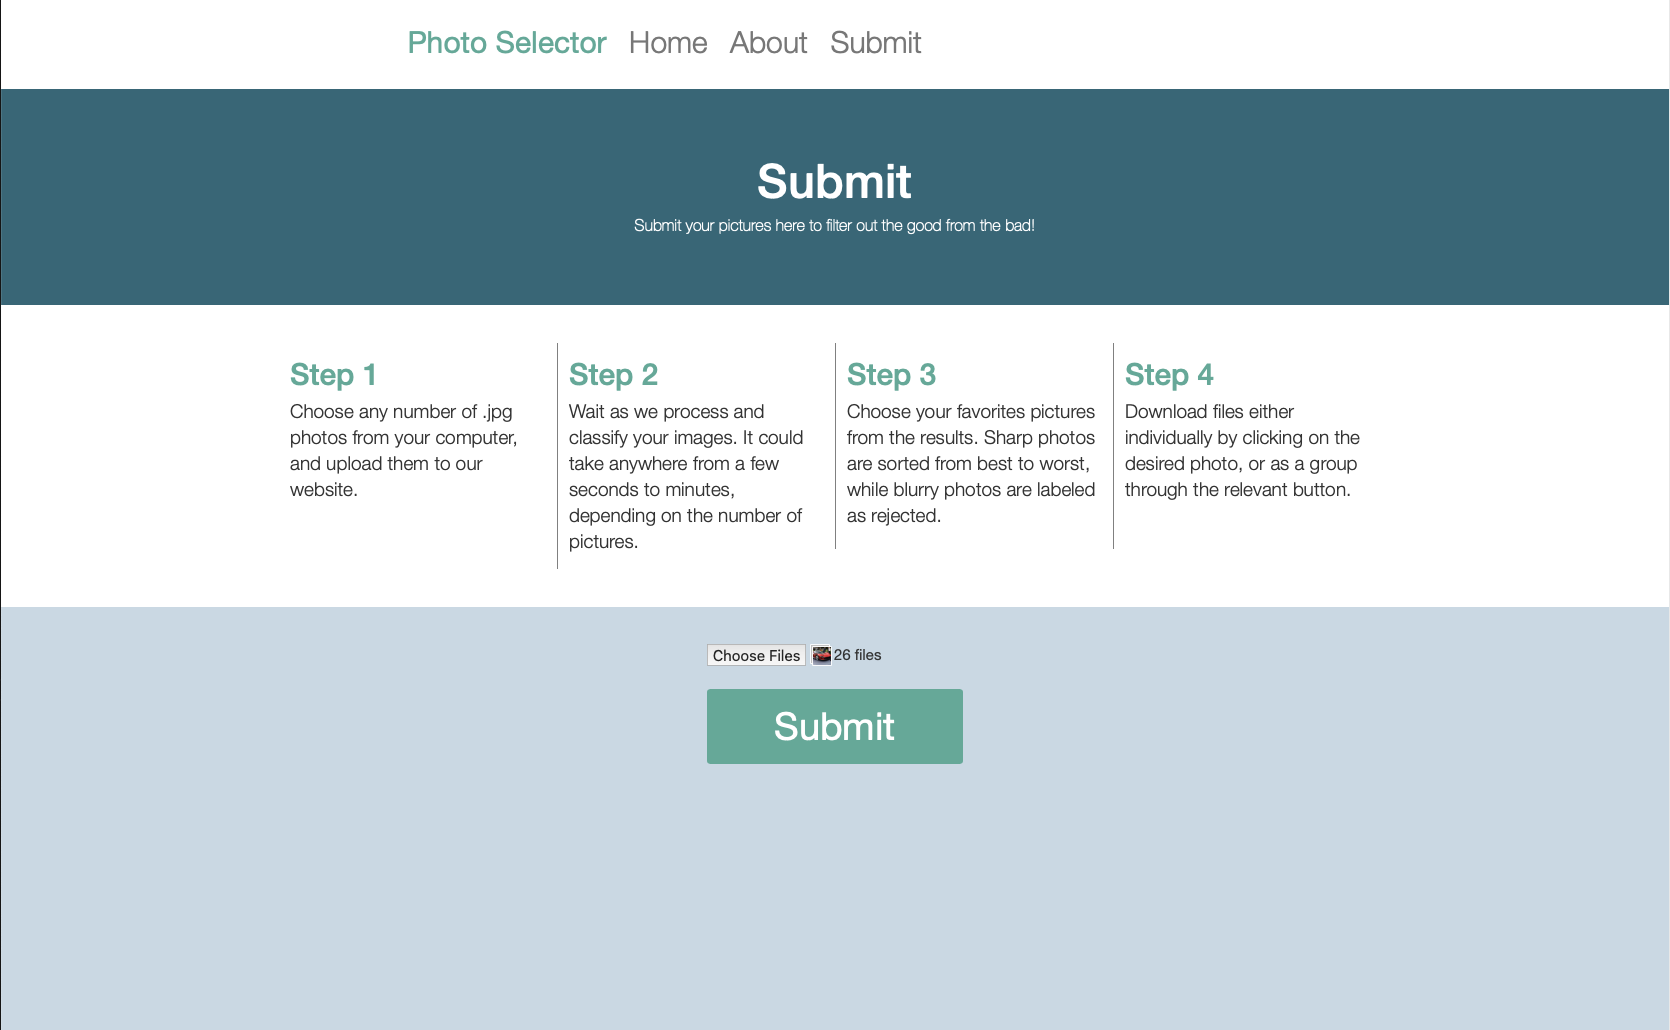 Photo Selector Home About Submit
Submit
Submit your pictures here to filter out the good from the bad!
Step 1
Choose any number of .jpg
photos from your computer,
and upload them to our
website.
Step 2
Wait as we process and
classify your images. It could
take anywhere from a few
seconds to minutes,
depending on the number of
pictures.
Step 3
Choose your favorites pictures
from the results. Sharp photos
are sorted from best to worst,
while blurry photos are labeled
as rejected.
Step 4
Download files either
individually by clicking on the
desired photo, or as a group
through the relevant button.
Choose Files 26 files
Submit